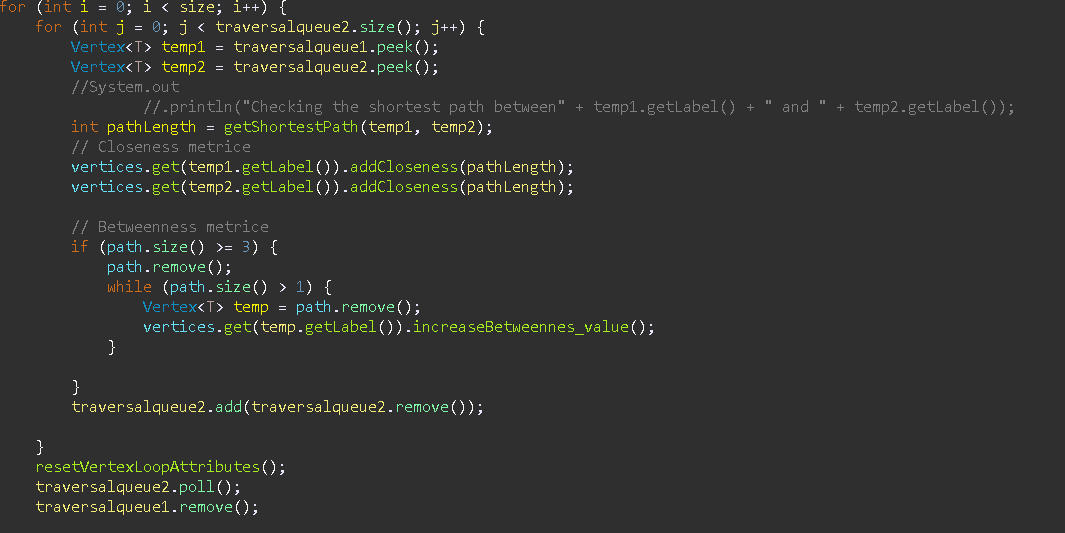 for (int i = 0; i < size; i++) {
for (int j = 0; j < traversalqueue2.size(); j++) {
Vertex<T> temp1 = traversalqueue1.peek();
Vertex<T> temp2 = traversalqueue2.peek();
//System.out
//.println("Checking the shortest path between" + temp1.getLabel() + " and " + temp2.getLabel());
int pathLength = getShortestPath(temp1, temp2);
// Closeness metrice
vertices.get(temp1.getLabel()).addCloseness(pathLength);
vertices.get(temp2.getLabel()).addCloseness(pathLength);
// Betweenness metrice
if (path.size() >= 3) {
path.remove();
while (path.size() > 1) {
Vertex<T> temp = path.remove();
vertices.get(temp.getLabel()).increaseBetweennes_value();
}
}
traversalqueue2.add(traversalqueue2.remove());
}
resetVertexLoopAttributes();
traversalqueue2.poll();
traversalqueue1.remove();